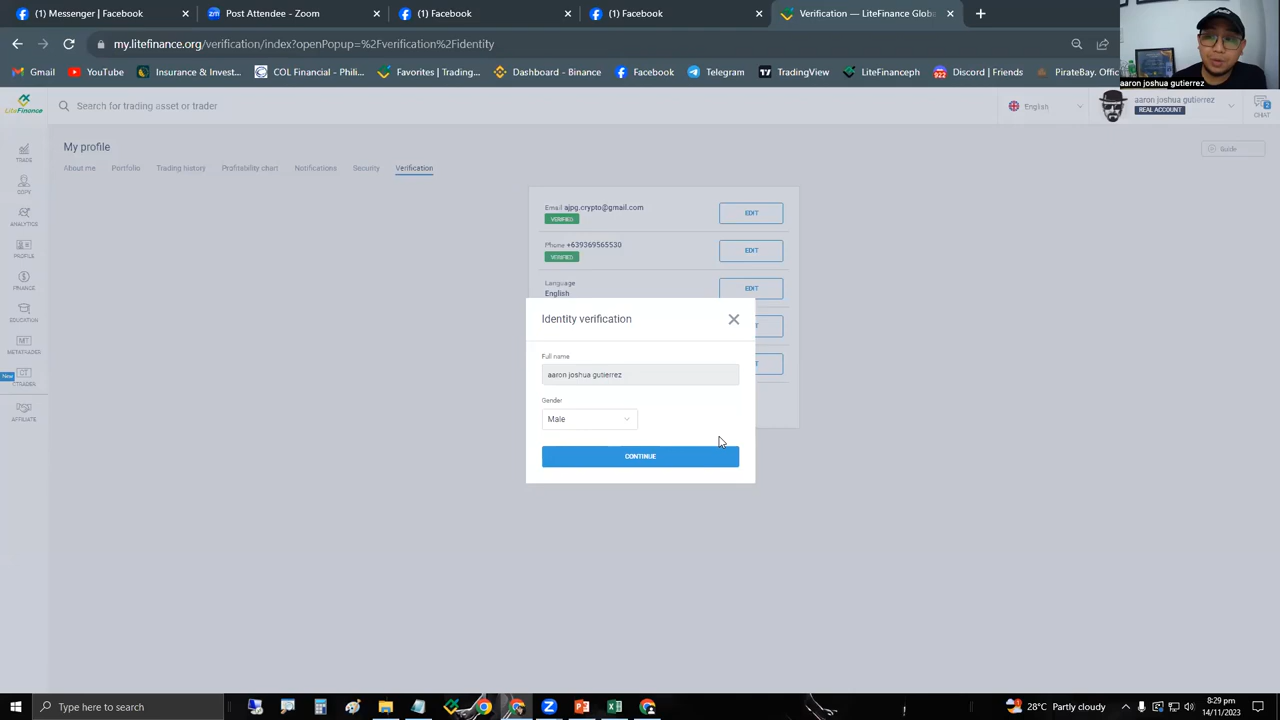 (1) Facebook
Post Attendee - Zoom
(1) Facebook
(1) Facebook
Verification — LiteFinance Globa
my.litefinance.org/verification/index?openPopup=%2Fverification%2Fidentity
Gmail
YouTube
Insurance & Invest...
COL Financial - Phili...
Favorites | Trading...
Dashboard - Binance
Facebook
Telegram
TradingView
LiteFinanceph
Discord | Friends
PirateBay. Offi
aaron joshua gutierrez
LiteFinance
Search for trading asset or trader
English
aaron joshua gutierrez
REAL ACCOUNT
CHAT
My profile
Guide
About me
Portfolio
Trading history
Profitability chart
Notifications
Security
Verification
TRADE
COPY
ANALYTICS
PROFILE
FINANCE
EDUCATION
METATRADER
New
CTRADER
AFFILIATE
Email ajpg.crypto@gmail.com
VERIFIED
EDIT
Phone +639369565530
VERIFIED
EDIT
Language
English
EDIT
Identity verification
Full name
aaron joshua gutierrez
Gender
Male
CONTINUE
Type here to search
28°C Partly cloudy
8:29 pm
14/11/2023